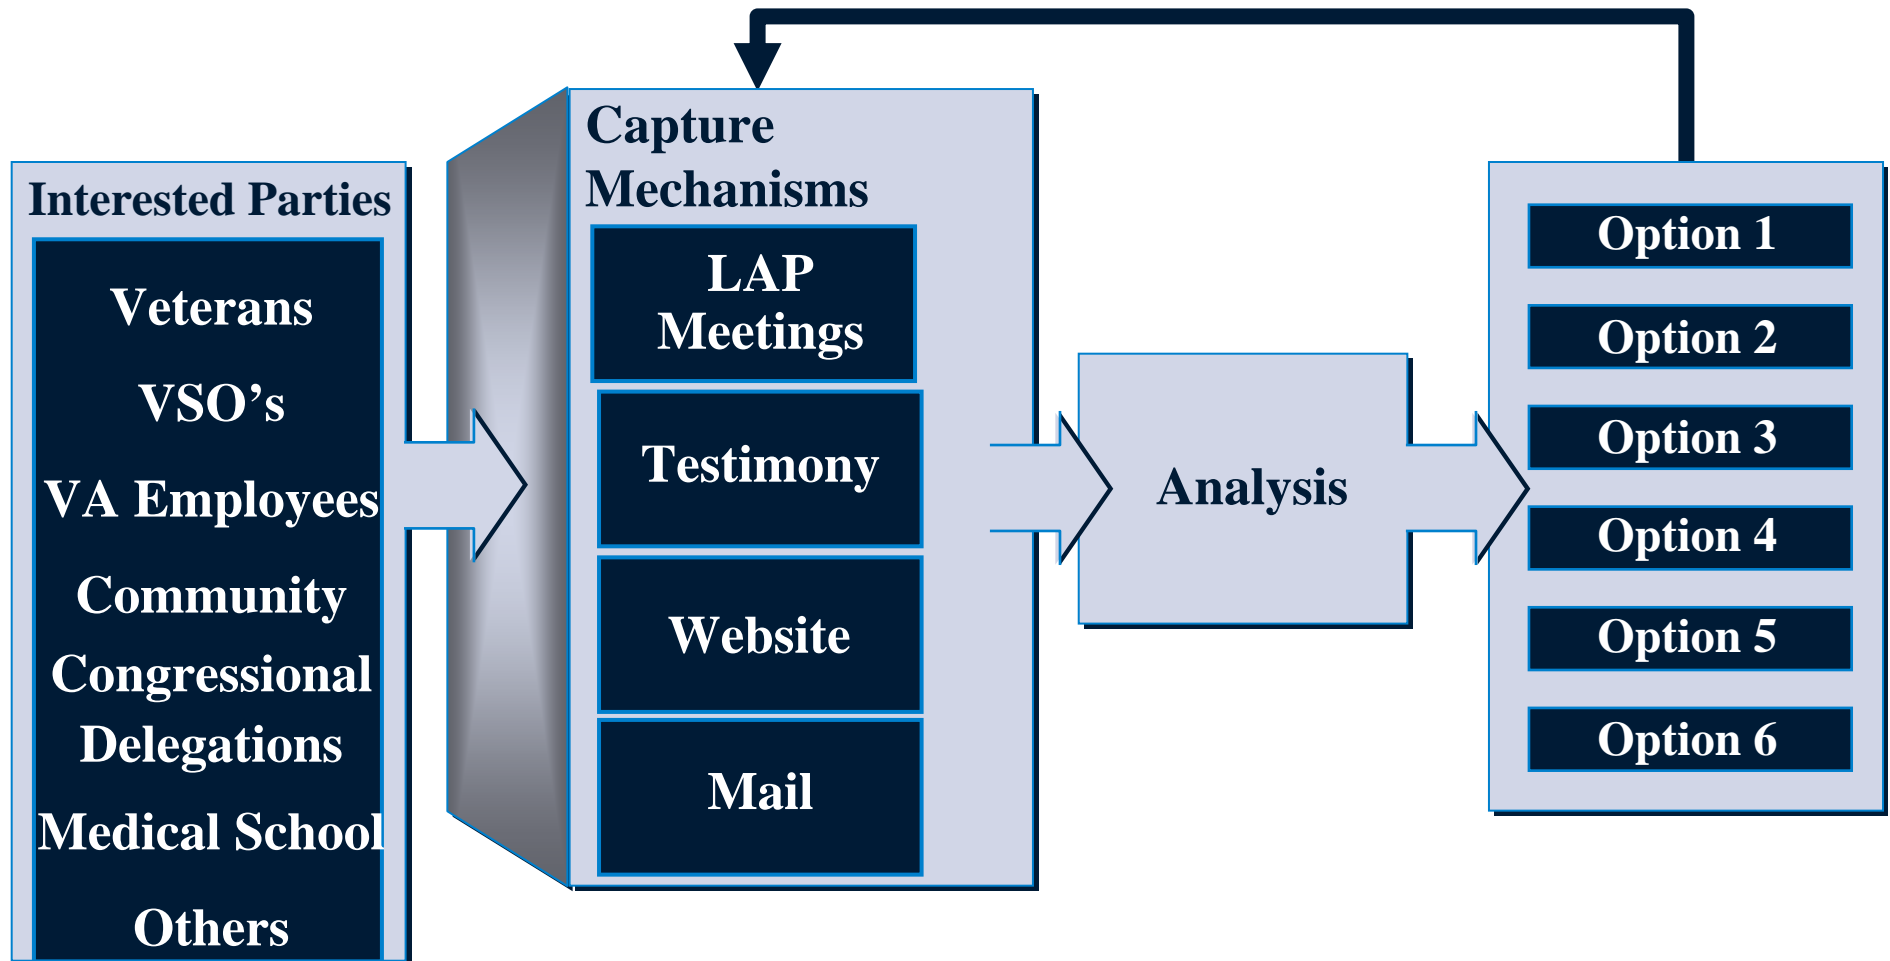 Interested Parties
Veterans
VSO’s
VA Employees
Community
Congressional
Delegations
Medical School
Others
Capture
Mechanisms
LAP
Meetings
Testimony
Website
Mail
Analysis
Option 1
Option 2
Option 3
Option 4
Option 5
Option 6